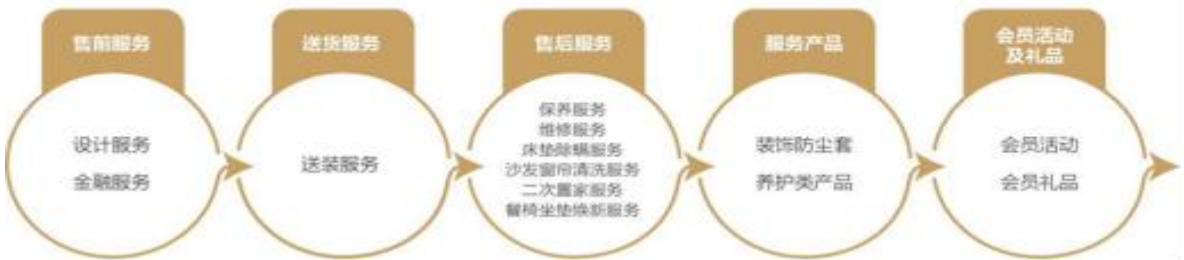 售前服务
设计服务
金融服务
送货服务
送装服务
售后服务
保养服务
维修服务
床垫除螨服务
沙发窗帘清洗服务
二次置家服务
餐椅坐垫焕新服务
服务产品
装饰防尘套
养护类产品
会员活动
及礼品
会员活动
会员礼品